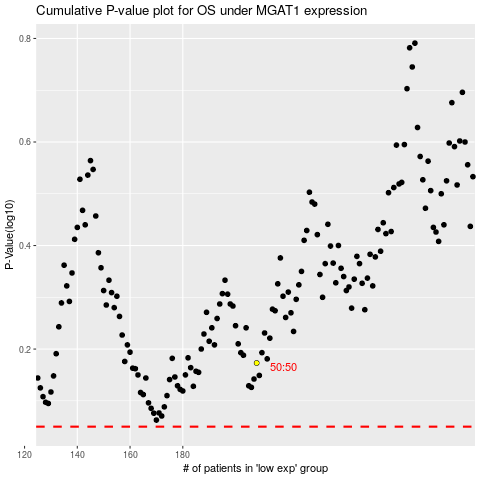 Cumulative P-value plot for OS under MGAT1 expression
P-Value(log10)
0.8
0.6
0.4
0.2
50:50
120 140 160 180
# of patients in 'low exp' group